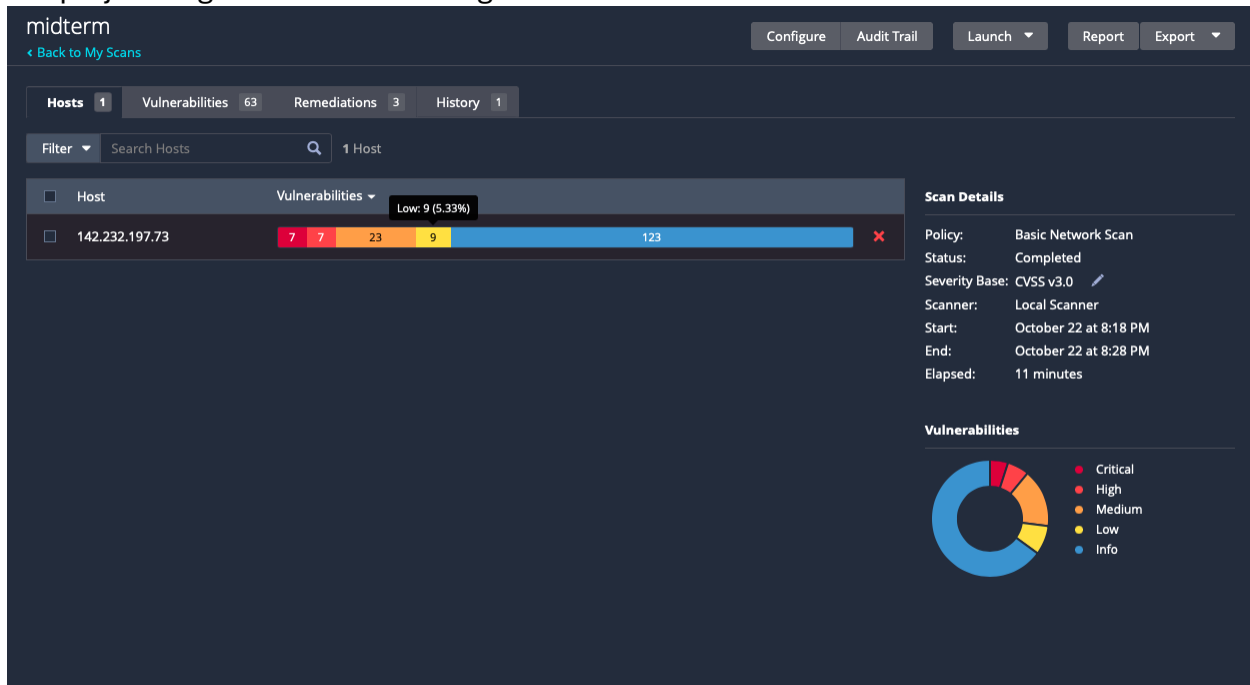 midterm
‹ Back to My Scans
Configure Audit Trail Launch Report Export
Hosts 1 Vulnerabilities 63 Remediations 3 History 1
Filter Search Hosts 1 Host
Host Vulnerabilities
Low: 9 (5.33%)
142.232.197.73 7 7 23 9 123
Scan Details
Policy: Basic Network Scan
Status: Completed
Severity Base: CVSS v3.0
Scanner: Local Scanner
Start: October 22 at 8:18 PM
End: October 22 at 8:28 PM
Elapsed: 11 minutes
Vulnerabilities
Critical
High
Medium
Low
Info